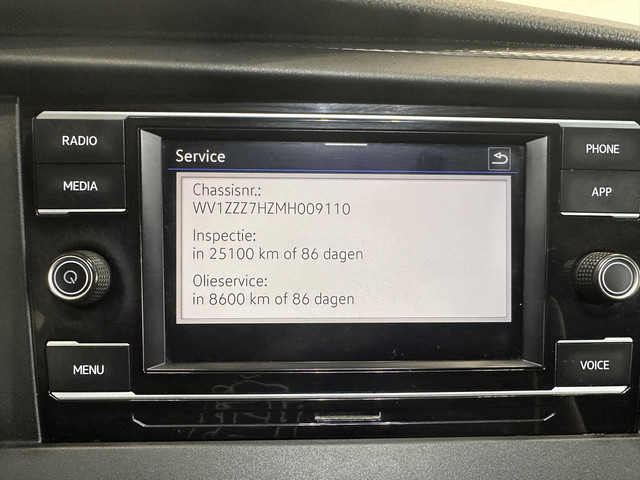 RADIO
MEDIA
MENU
Service
Chassisnr.:
WV1ZZZ7HZMH009110
Inspectie:
in 25100 km of 86 dagen
Olieservice:
in 8600 km of 86 dagen
PHONE
APP
VOICE